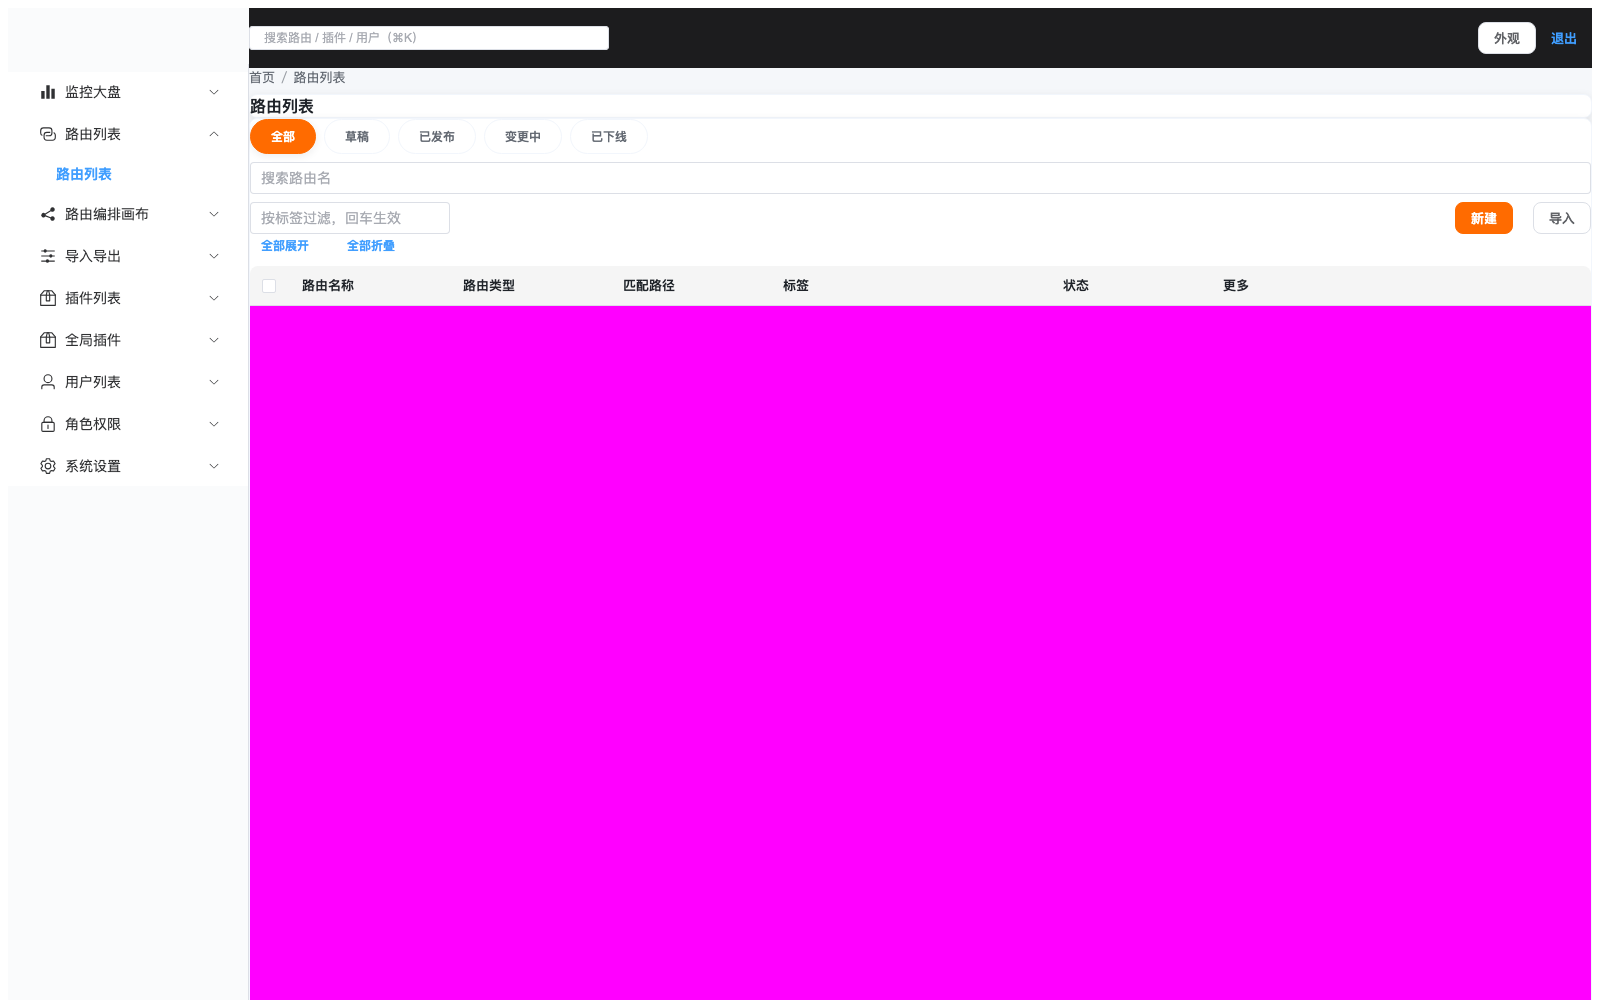 搜索路由 / 插件 / 用户（⌘K）
外观
退出
监控大盘
路由列表
路由列表
路由编排画布
导入导出
插件列表
全局插件
用户列表
角色权限
系统设置
首页 / 路由列表
路由列表
全部
草稿
已发布
变更中
已下线
搜索路由名
按标签过滤，回车生效
新建
导入
全部展开
全部折叠
路由名称
路由类型
匹配路径
标签
状态
更多